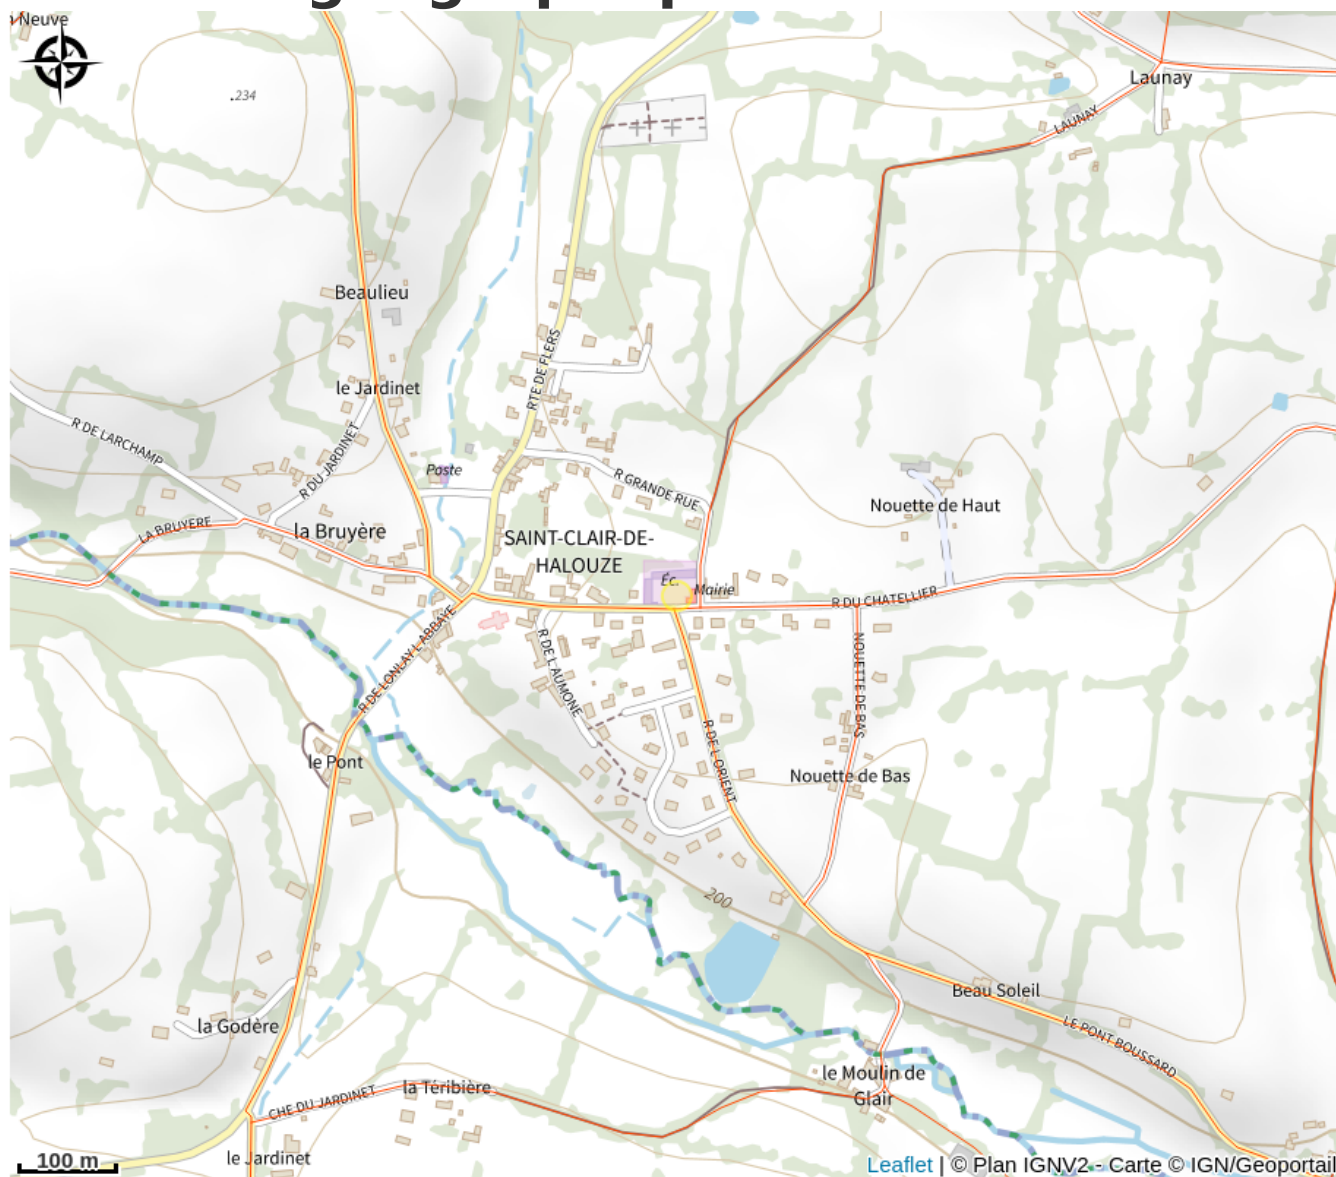 Neuve
Launay
.234
LAUNAY
Beaulieu
RTE DE FLERS
le Jardinet
R DE LARCHAMP
R DU JARDINET
Poste
R GRANDE RUE
Nouette de Haut
LA BRUYERE
la Bruyère
SAINT-CLAIR-DE-
HALOUZE
Éc.
Mairie
R DU CHATELLIER
R DE LONLAY L ABBAYE
R DE L AUMONE
NOUETTE DE BAS
R DE L ORIENT
le Pont
Nouette de Bas
200
Beau Soleil
la Godère
LE PONT BOUSSARD
le Moulin de
Glair
CHE DU JARDINET
la Téribière
le Jardinet
100 m
Leaflet | © Plan IGNV2 - Carte © IGN/Geoportail